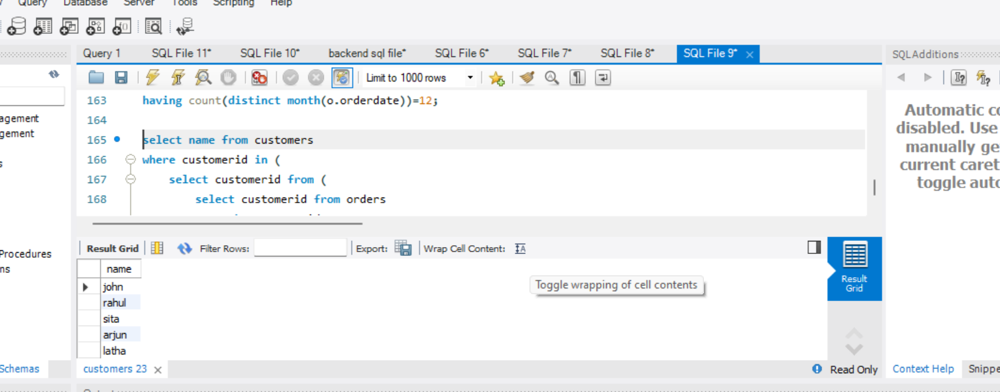 Query Database Server Tools Scripting Help
Query 1 SQL File 11* SQL File 10* backend sql file* SQL File 6* SQL File 7* SQL File 8* SQL File 9*
SQLAdditions
Limit to 1000 rows
163 having count(distinct month(o.orderdate))=12;
164
165 select name from customers
166 where customerid in (
167 select customerid from (
168 select customerid from orders
agement
gement
s
Procedures
ns
Schemas
Automatic co
disabled. Use
manually ge
current caret
toggle auto
Result Grid Filter Rows: Export: Wrap Cell Content:
name
john
rahul
sita
arjun
latha
Toggle wrapping of cell contents
Result
Grid
customers 23
Read Only
Context Help Snippe